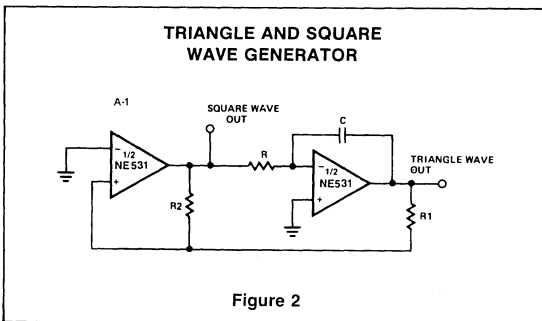 TRIANGLE AND SQUARE
WAVE GENERATOR
A-1
SQUARE WAVE
OUT
C
R
TRIANGLE WAVE
OUT
−
1/2
NE531
+
−
1/2
NE531
+
R2
R1
Figure 2